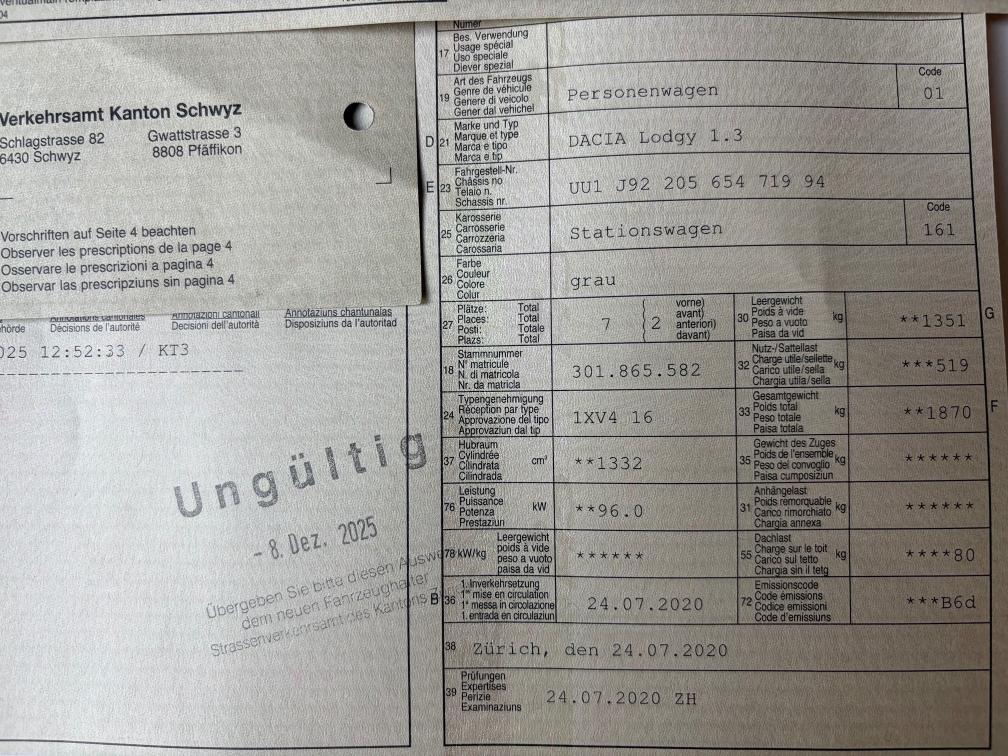 04
Verkehrsamt Kanton Schwyz
Schlagstrasse 82 Gwattstrasse 3
6430 Schwyz 8808 Pfäffikon
Vorschriften auf Seite 4 beachten
Observer les prescriptions de la page 4
Osservare le prescrizioni a pagina 4
Observar las prescripziuns sin pagina 4
Annotations cantonales Annotazioni cantonali Annotaziuns chantunalas
Décisions de l'autorité Decisioni dell'autorità Disposiziuns da l'autoritad
025 12:52:33 / KT3
Ungültig
- 8. Dez. 2025
Übergeben Sie bitte diesen Ausweis
dem neuen Fahrzeughalter
Strassenverkehrsamt des Kantons
Numer
17 Bes. Verwendung
Usage spécial
Uso speciale
Diever spezial
19 Art des Fahrzeugs
Genre de véhicule
Genere di veicolo
Gener dal vehichel
Personenwagen
Code
01
D 21 Marke und Typ
Marque et type
Marca e tipo
Marca e tip
DACIA Lodgy 1.3
E 23 Fahrgestell-Nr.
Châssis no
Telaio n.
Schassis nr.
UU1 J92 205 654 719 94
25 Karosserie
Carrosserie
Carrozzeria
Carossaria
Stationswagen
Code
161
26 Farbe
Couleur
Colore
Colur
grau
27 Plätze: Total
Places: Total
Posti: Totale
Plazs: Total
7 2
vorne)
avant)
anteriori)
davant)
30 Leergewicht
Poids à vide
Peso a vuoto
Paisa da vid
kg
**1351
G
18 Stammnummer
N° matricule
N. di matricola
Nr. da matricla
301.865.582
32 Nutz-/Sattellast
Charge utile/sellette
Carico utile/sella
Chargia utila/sella
kg
***519
24 Typengenehmigung
Réception par type
Approvazione del tipo
Approvaziun dal tip
1XV4 16
33 Gesamtgewicht
Poids total
Peso totale
Paisa totala
kg
**1870
F
37 Hubraum
Cylindrée
Cilindrata
Cilindrada
cm³
**1332
35 Gewicht des Zuges
Poids de l'ensemble
Peso del convoglio
Paisa cumposiziun
kg
******
76 Leistung
Puissance
Potenza
Prestaziun
kW
**96.0
31 Anhängelast
Poids remorquable
Carico rimorchiato
Chargia annexa
kg
******
78 kW/kg
Leergewicht
poids à vide
peso a vuoto
paisa da vid
******
55 Dachlast
Charge sur le toit
Carico sul tetto
Chargia sin il tetg
kg
****80
B 36 1. Inverkehrsetzung
1re mise en circulation
1a messa in circolazione
1. entrada en circulaziun
24.07.2020
72 Emissionscode
Code émissions
Codice emissioni
Code d'emissiuns
***B6d
38 Zürich, den 24.07.2020
39 Prüfungen
Expertises
Perizie
Examinaziuns
24.07.2020 ZH